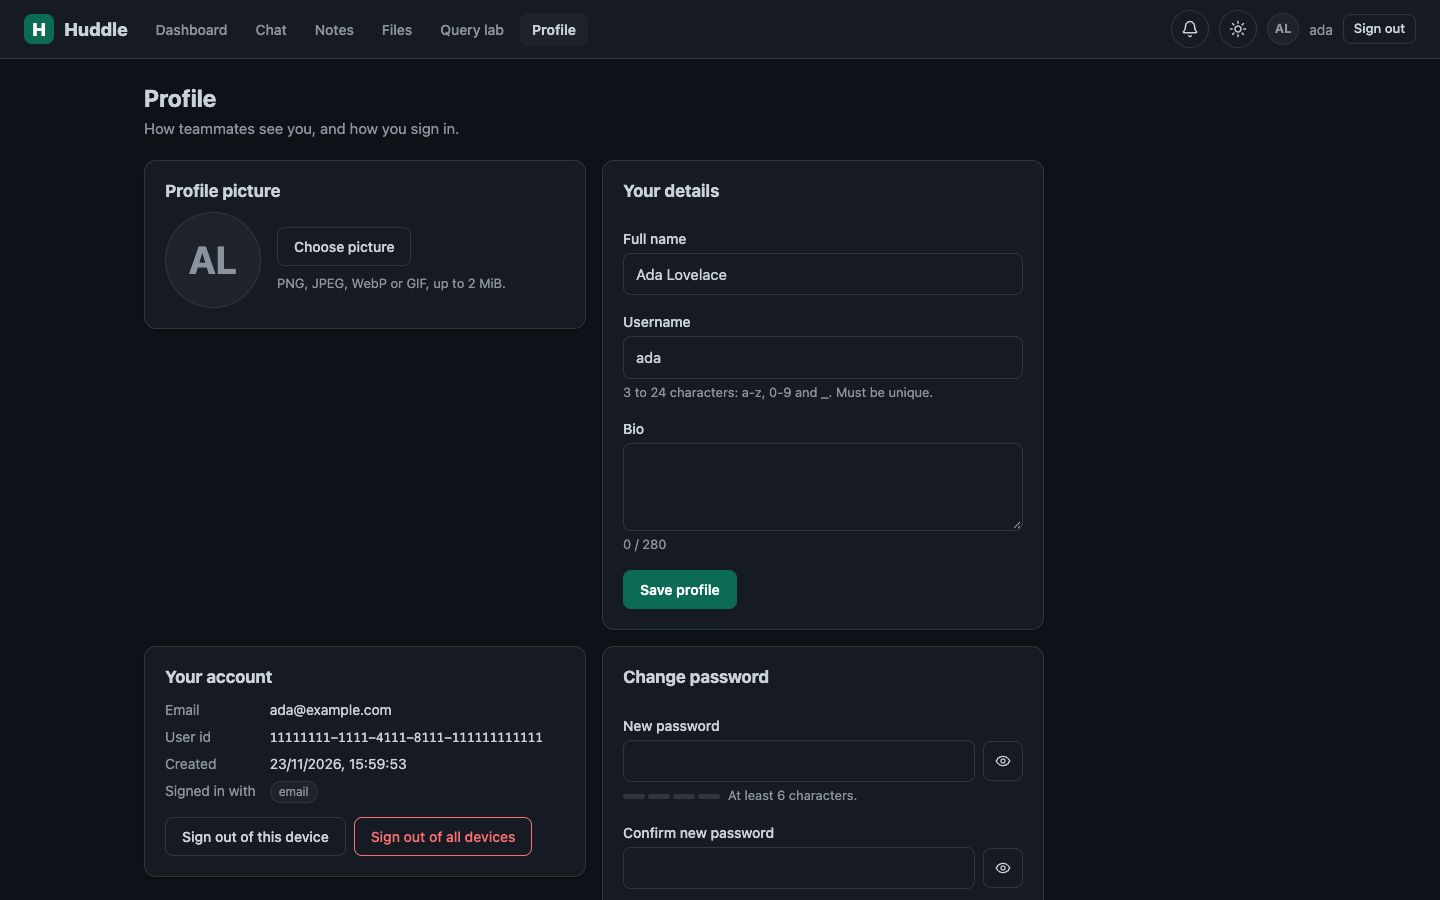 H Huddle Dashboard Chat Notes Files Query lab Profile AL ada Sign out
Profile
How teammates see you, and how you sign in.
Profile picture
AL
Choose picture
PNG, JPEG, WebP or GIF, up to 2 MiB.
Your details
Full name
Ada Lovelace
Username
ada
3 to 24 characters: a-z, 0-9 and _. Must be unique.
Bio
0 / 280
Save profile
Your account
Email ada@example.com
User id 11111111-1111-4111-8111-111111111111
Created 23/11/2026, 15:59:53
Signed in with email
Sign out of this device Sign out of all devices
Change password
New password
At least 6 characters.
Confirm new password